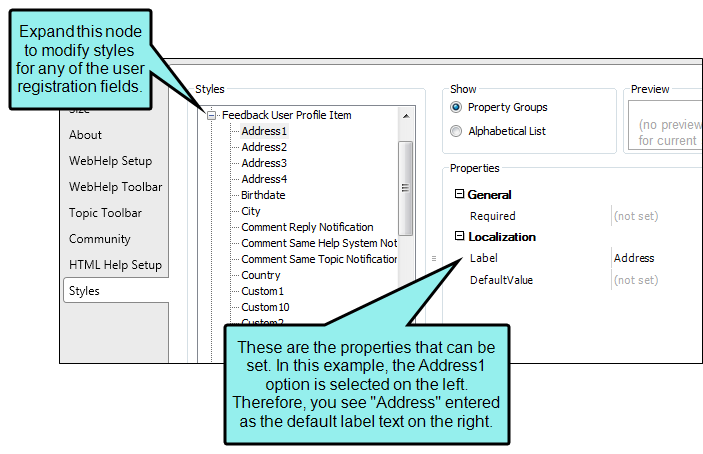 Expand this node
to modify styles
for any of the user
registration fields.
Size
About
WebHelp Setup
WebHelp Toolbar
Topic Toolbar
Community
HTML Help Setup
Styles
Styles
Feedback User Profile Item
Address1
Address2
Address3
Address4
Birthdate
City
Comment Reply Notification
Comment Same Help System Not
Comment Same Topic Notification
Country
Custom1
Custom10
Custom2
Show
Property Groups
Alphabetical List
Preview
(no preview
for current
Properties
General
Required (not set)
Localization
Label Address
DefaultValue (not set)
These are the properties that can be
set. In this example, the Address1
option is selected on the left.
Therefore, you see "Address" entered
as the default label text on the right.